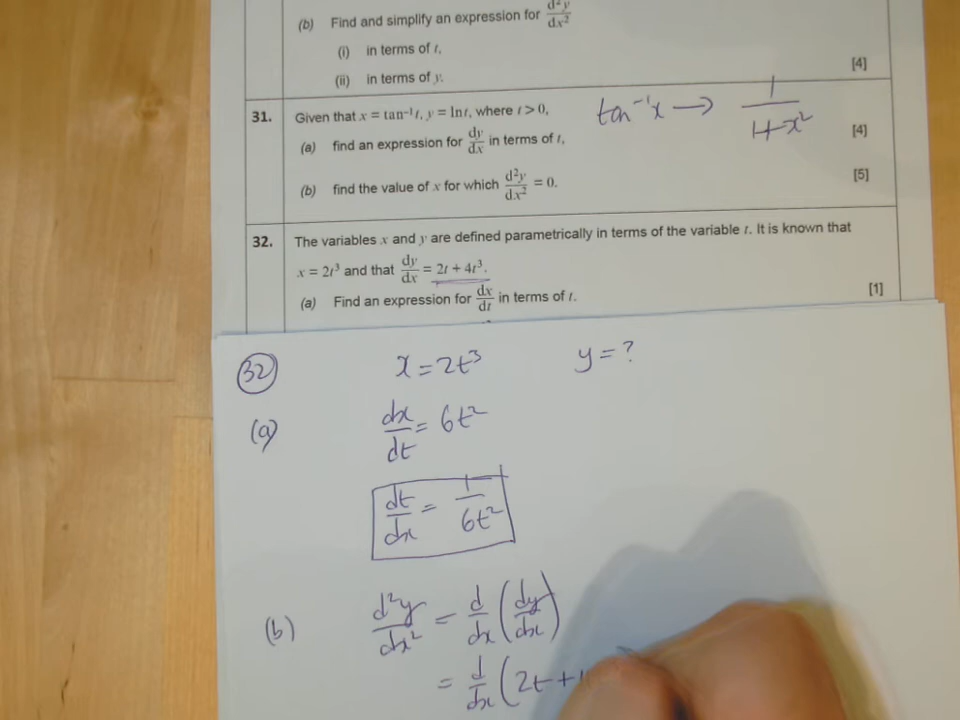 (b) Find and simplify an expression for d²y/dx²
(i) in terms of t,
(ii) in terms of y. [4]
31. Given that x = tan⁻¹t, y = ln t, where t > 0,
tan⁻¹x → 1/1+x²
(a) find an expression for dy/dx in terms of t, [4]
(b) find the value of x for which d²y/dx² = 0. [5]
32. The variables x and y are defined parametrically in terms of the variable t. It is known that
x = 2t³ and that dy/dx = 2t + 4t³.
(a) Find an expression for dx/dt in terms of t. [1]
32 x = 2t³ y = ?
(a) dx/dt = 6t²
dt/dx = 1/6t²
(b) d²y/dx² = d/dx (dy/dx)
= d/dx (2t +